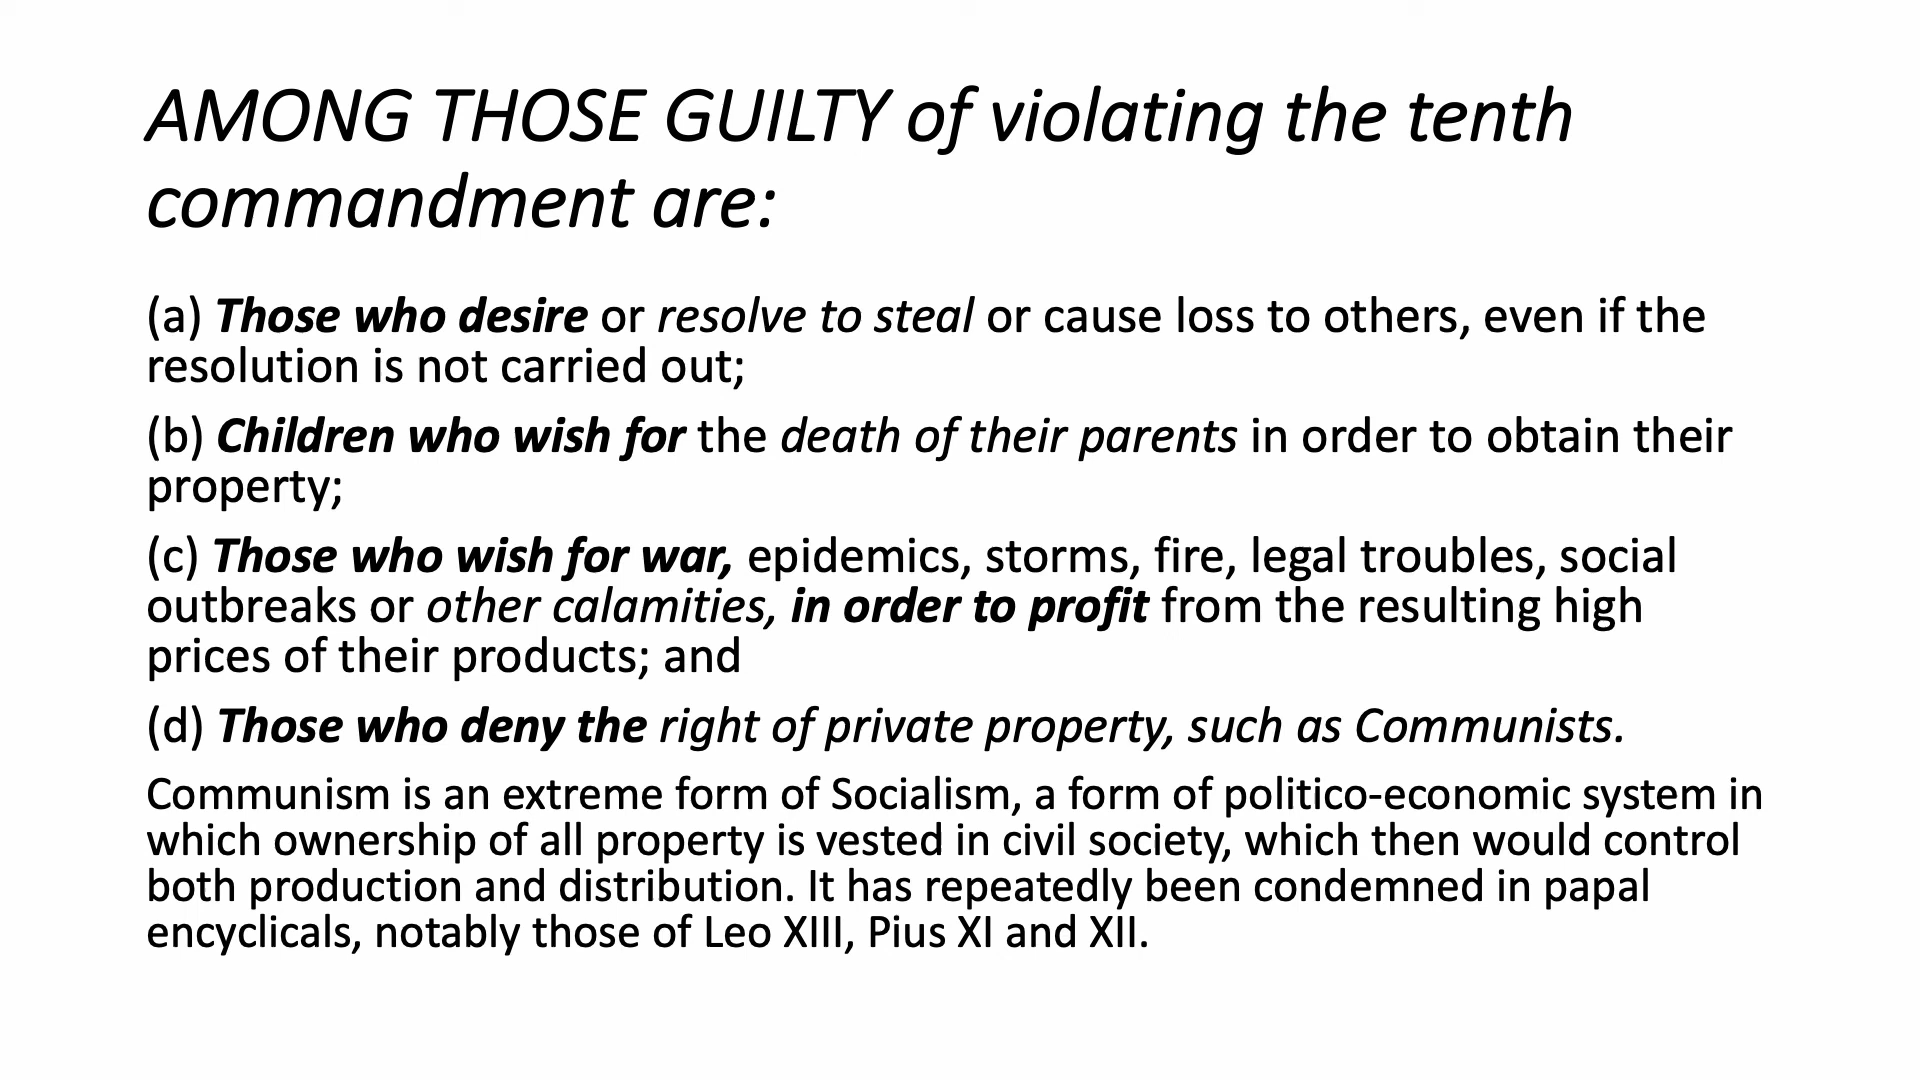 AMONG THOSE GUILTY of violating the tenth
commandment are:
(a) Those who desire or resolve to steal or cause loss to others, even if the
resolution is not carried out;
(b) Children who wish for the death of their parents in order to obtain their
property;
(c) Those who wish for war, epidemics, storms, fire, legal troubles, social
outbreaks or other calamities, in order to profit from the resulting high
prices of their products; and
(d) Those who deny the right of private property, such as Communists.
Communism is an extreme form of Socialism, a form of politico-economic system in
which ownership of all property is vested in civil society, which then would control
both production and distribution. It has repeatedly been condemned in papal
encyclicals, notably those of Leo XIII, Pius XI and XII.